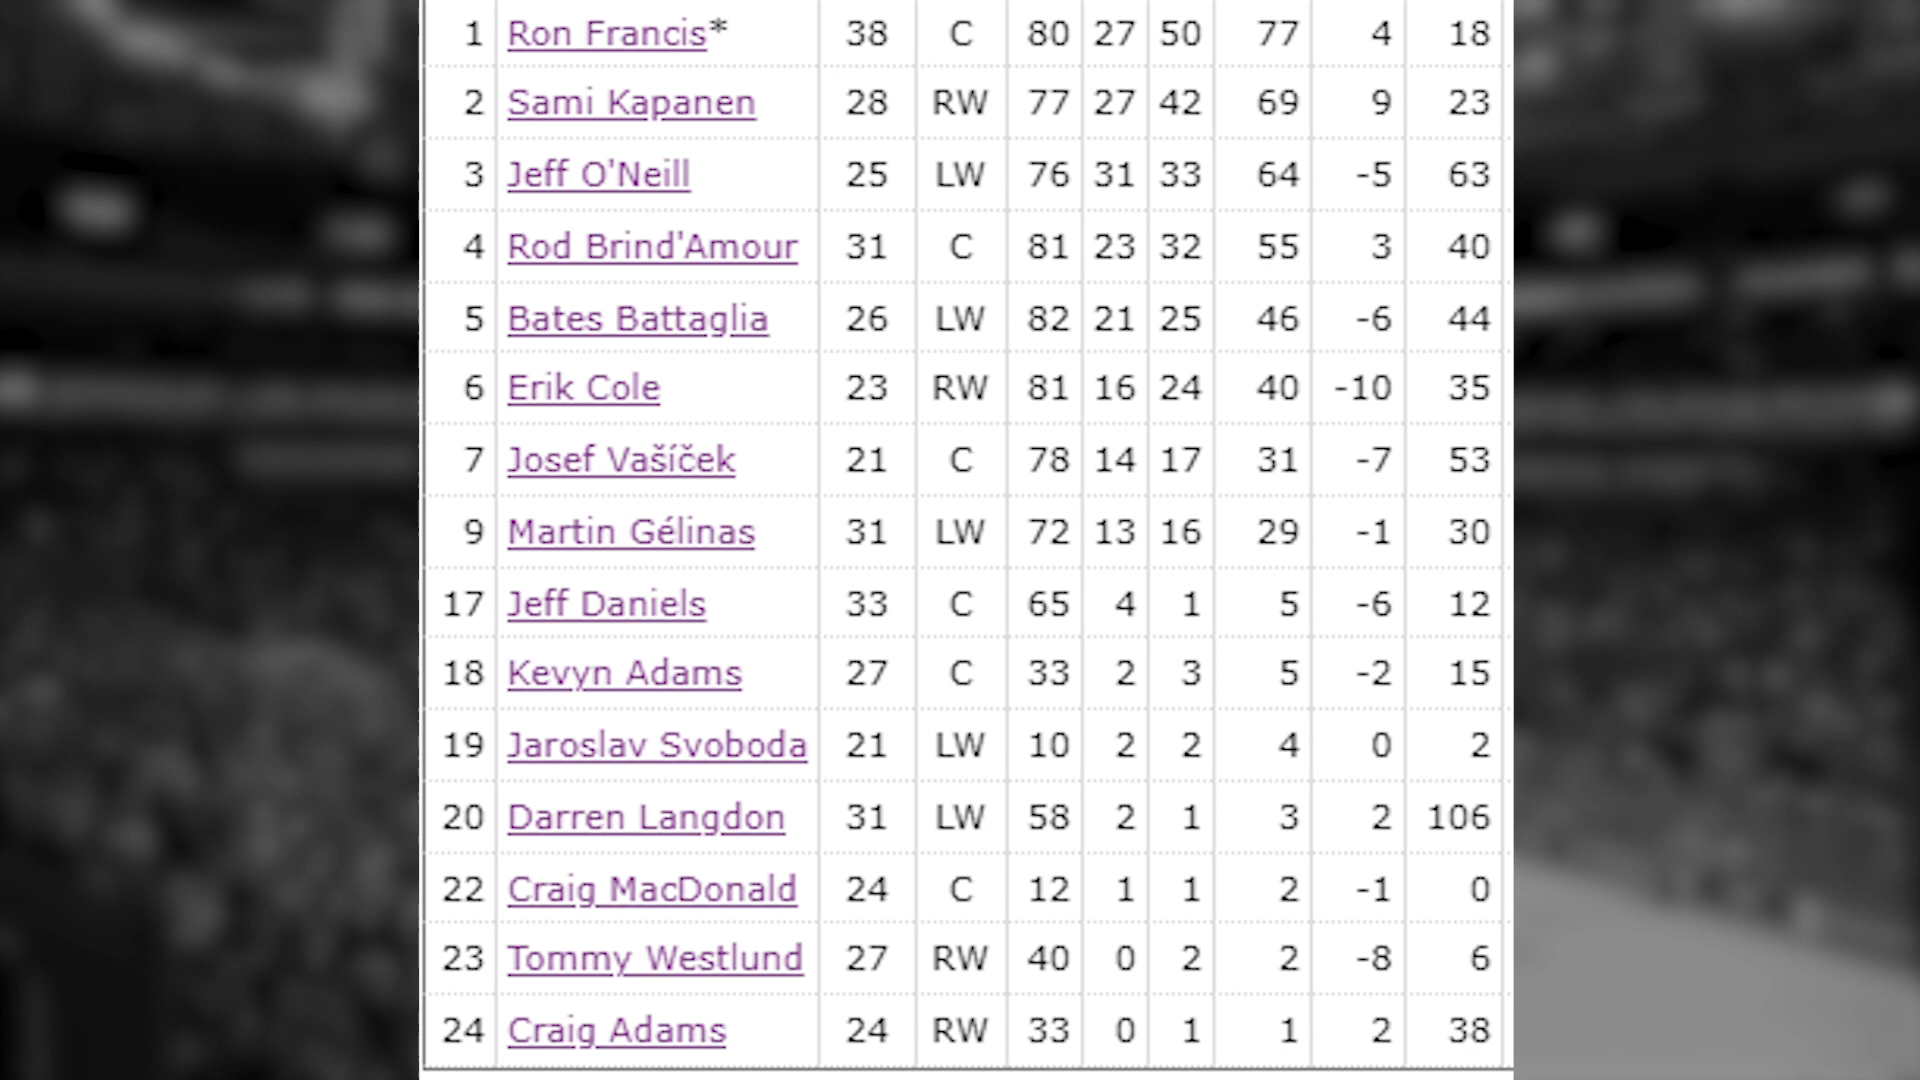 1 Ron Francis* 38 C 80 27 50 77 4 18
2 Sami Kapanen 28 RW 77 27 42 69 9 23
3 Jeff O'Neill 25 LW 76 31 33 64 -5 63
4 Rod Brind'Amour 31 C 81 23 32 55 3 40
5 Bates Battaglia 26 LW 82 21 25 46 -6 44
6 Erik Cole 23 RW 81 16 24 40 -10 35
7 Josef Vašíček 21 C 78 14 17 31 -7 53
9 Martin Gélinas 31 LW 72 13 16 29 -1 30
17 Jeff Daniels 33 C 65 4 1 5 -6 12
18 Kevyn Adams 27 C 33 2 3 5 -2 15
19 Jaroslav Svoboda 21 LW 10 2 2 4 0 2
20 Darren Langdon 31 LW 58 2 1 3 2 106
22 Craig MacDonald 24 C 12 1 1 2 -1 0
23 Tommy Westlund 27 RW 40 0 2 2 -8 6
24 Craig Adams 24 RW 33 0 1 1 2 38